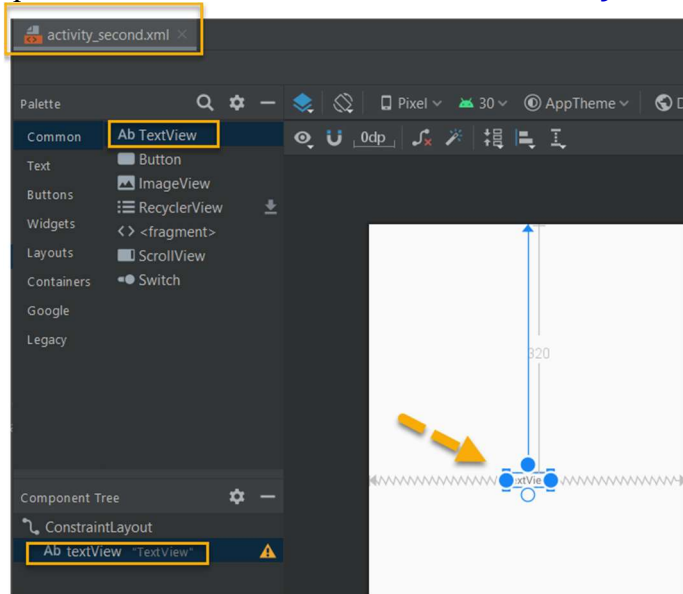 activity_second.xml
Palette
Pixel 30 AppTheme
Common
Ab TextView
0dp
Text
Button
Buttons
ImageView
RecyclerView
Widgets
<fragment>
Layouts
ScrollView
Containers
Switch
Google
Legacy
320
Component Tree
ConstraintLayout
Ab textView "TextView"